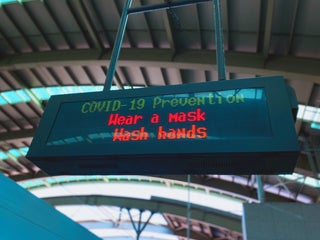 COVID-19 Prevention
Wear a mask
Wash hands